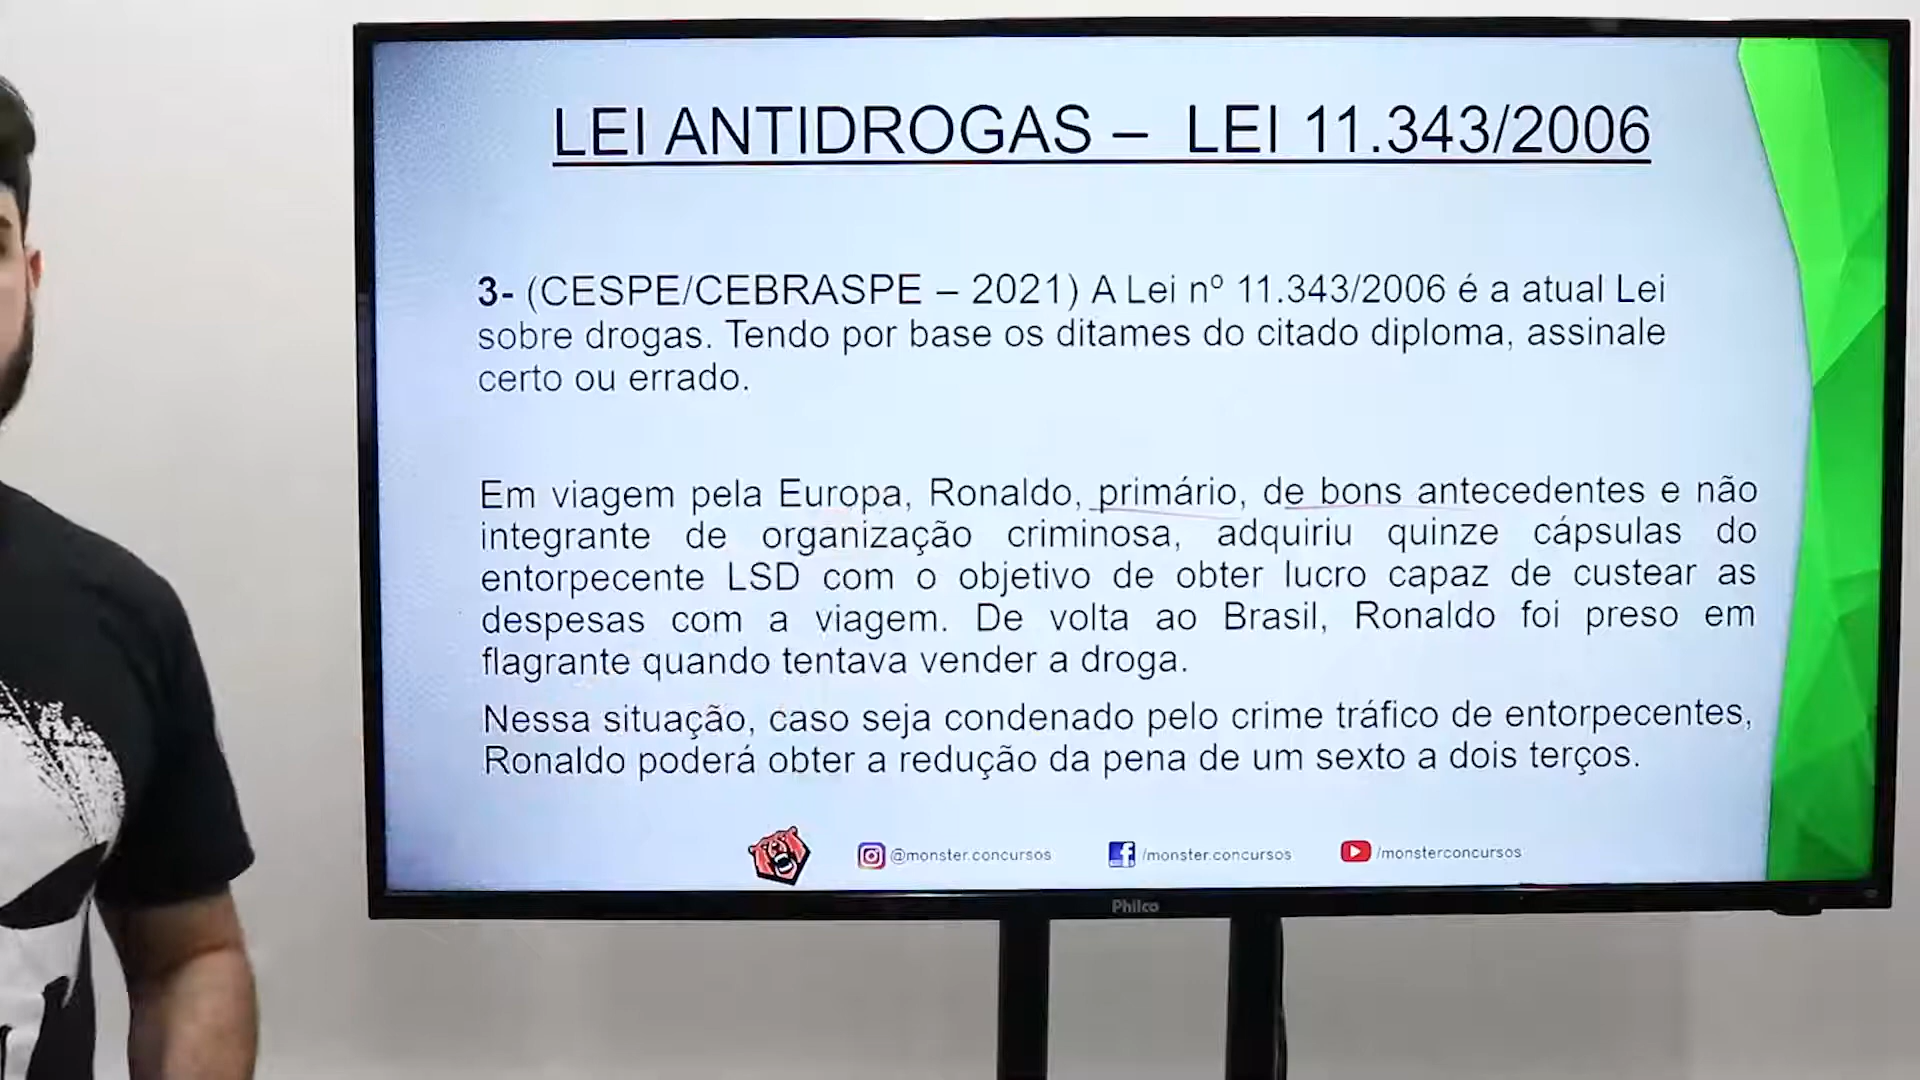 LEI ANTIDROGAS – LEI 11.343/2006
3- (CESPE/CEBRASPE – 2021) A Lei nº 11.343/2006 é a atual Lei
sobre drogas. Tendo por base os ditames do citado diploma, assinale
certo ou errado.
Em viagem pela Europa, Ronaldo, primário, de bons antecedentes e não
integrante de organização criminosa, adquiriu quinze cápsulas do
entorpecente LSD com o objetivo de obter lucro capaz de custear as
despesas com a viagem. De volta ao Brasil, Ronaldo foi preso em
flagrante quando tentava vender a droga.
Nessa situação, caso seja condenado pelo crime tráfico de entorpecentes,
Ronaldo poderá obter a redução da pena de um sexto a dois terços.
@monster.concursos /monster.concursos /monsterconcursos
Philco